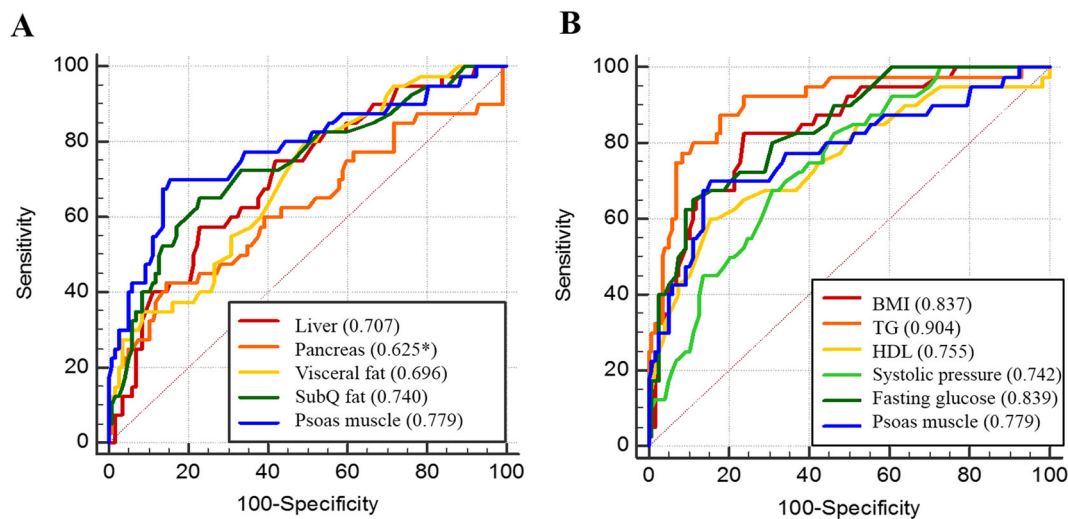 A
B
Sensitivity
100
80
60
40
20
0
Liver (0.707)
Pancreas (0.625*)
Visceral fat (0.696)
SubQ fat (0.740)
Psoas muscle (0.779)
0 20 40 60 80 100
100-Specificity
Sensitivity
100
80
60
40
20
0
BMI (0.837)
TG (0.904)
HDL (0.755)
Systolic pressure (0.742)
Fasting glucose (0.839)
Psoas muscle (0.779)
0 20 40 60 80 100
100-Specificity